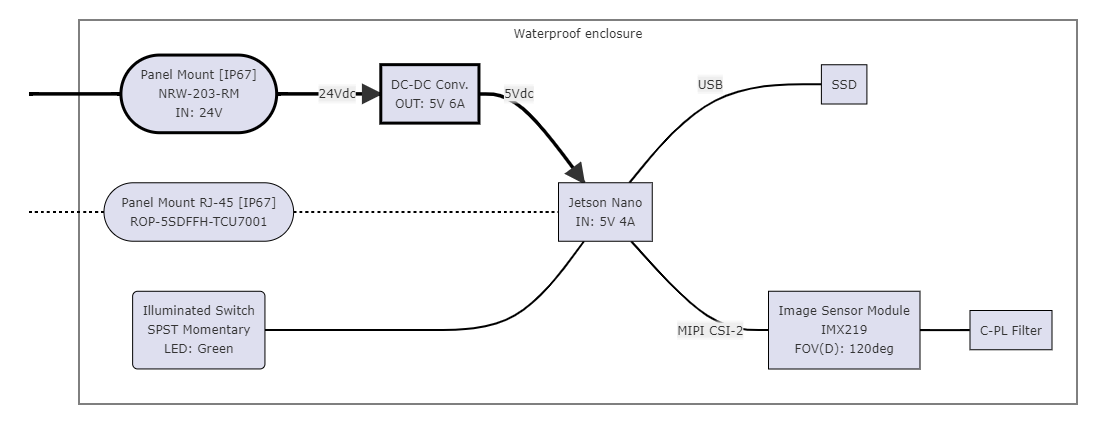 Waterproof enclosure
Panel Mount [IP67]
NRW-203-RM
IN: 24V
24Vdc
DC-DC Conv.
OUT: 5V 6A
5Vdc
USB
SSD
Panel Mount RJ-45 [IP67]
ROP-5SDFFH-TCU7001
Jetson Nano
IN: 5V 4A
Illuminated Switch
SPST Momentary
LED: Green
MIPI CSI-2
Image Sensor Module
IMX219
FOV(D): 120deg
C-PL Filter